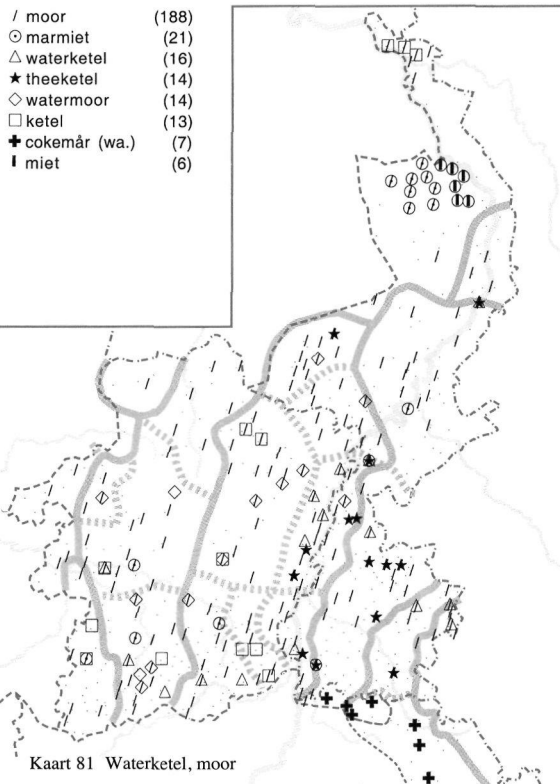 moor (188)
marmiet (21)
waterketel (16)
theeketel (14)
watermoor (14)
ketel (13)
cokemår (wa.) (7)
miet (6)
Kaart 81 Waterketel, moor